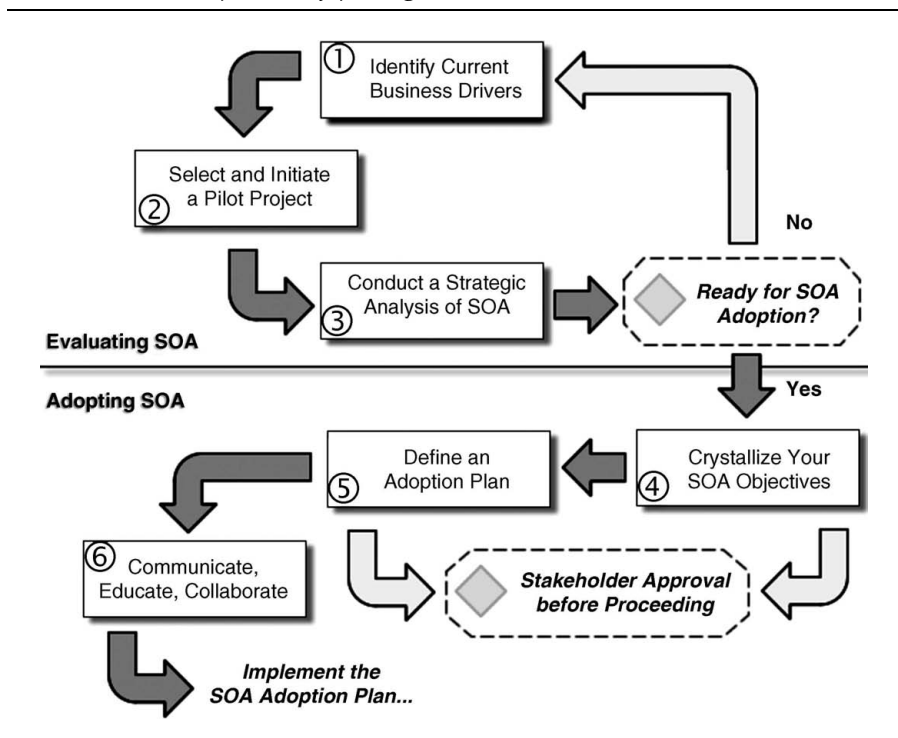 ①
Identify Current
Business Drivers
Select and Initiate
a Pilot Project
②
No
Conduct a Strategic
Analysis of SOA
③
Ready for SOA
Adoption?
Evaluating SOA
Yes
Adopting SOA
Define an
Adoption Plan
⑤
Crystallize Your
SOA Objectives
④
⑥
Communicate,
Educate, Collaborate
Stakeholder Approval
before Proceeding
Implement the
SOA Adoption Plan...